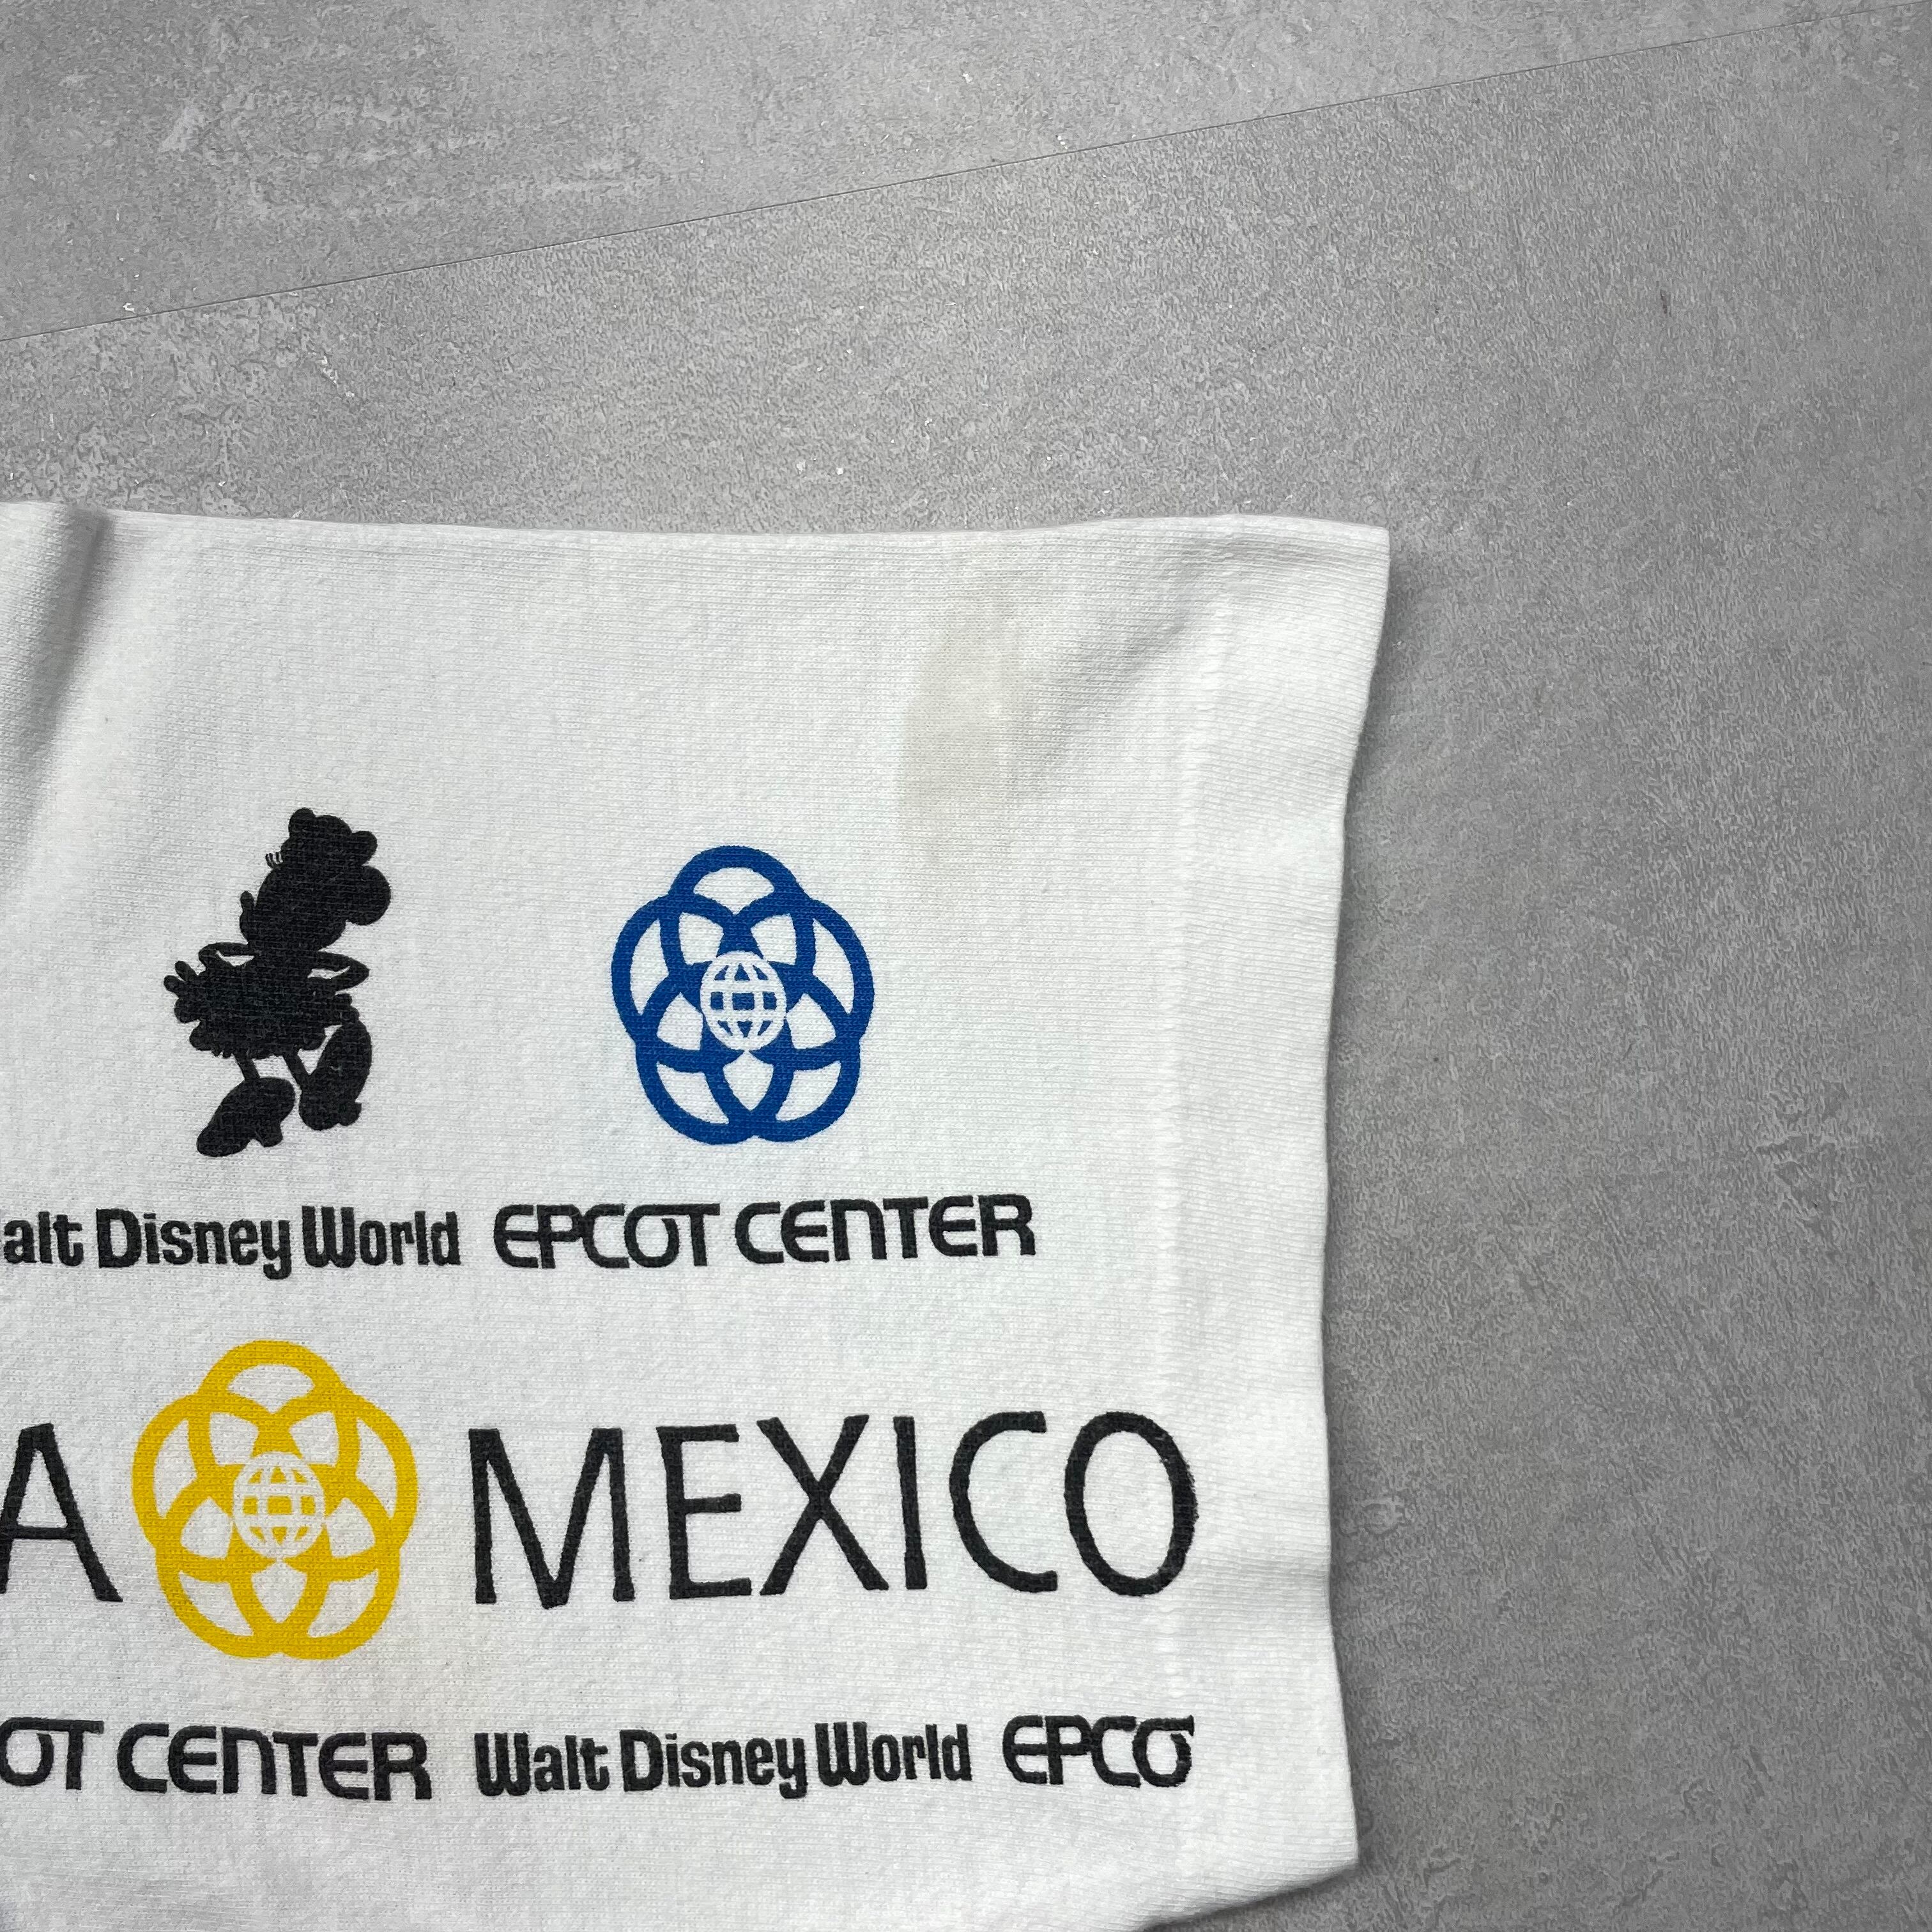 alt Disney World EPCOT CENTER
A MEXICO
OT CENTER Walt Disney World EPCO